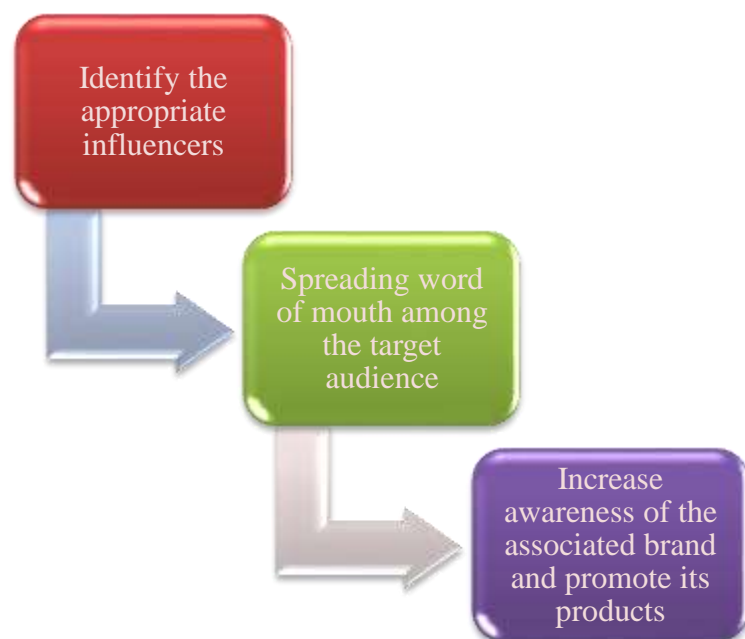 Identify the
appropriate
influencers
Spreading word
of mouth among
the target
audience
Increase
awareness of the
associated brand
and promote its
products